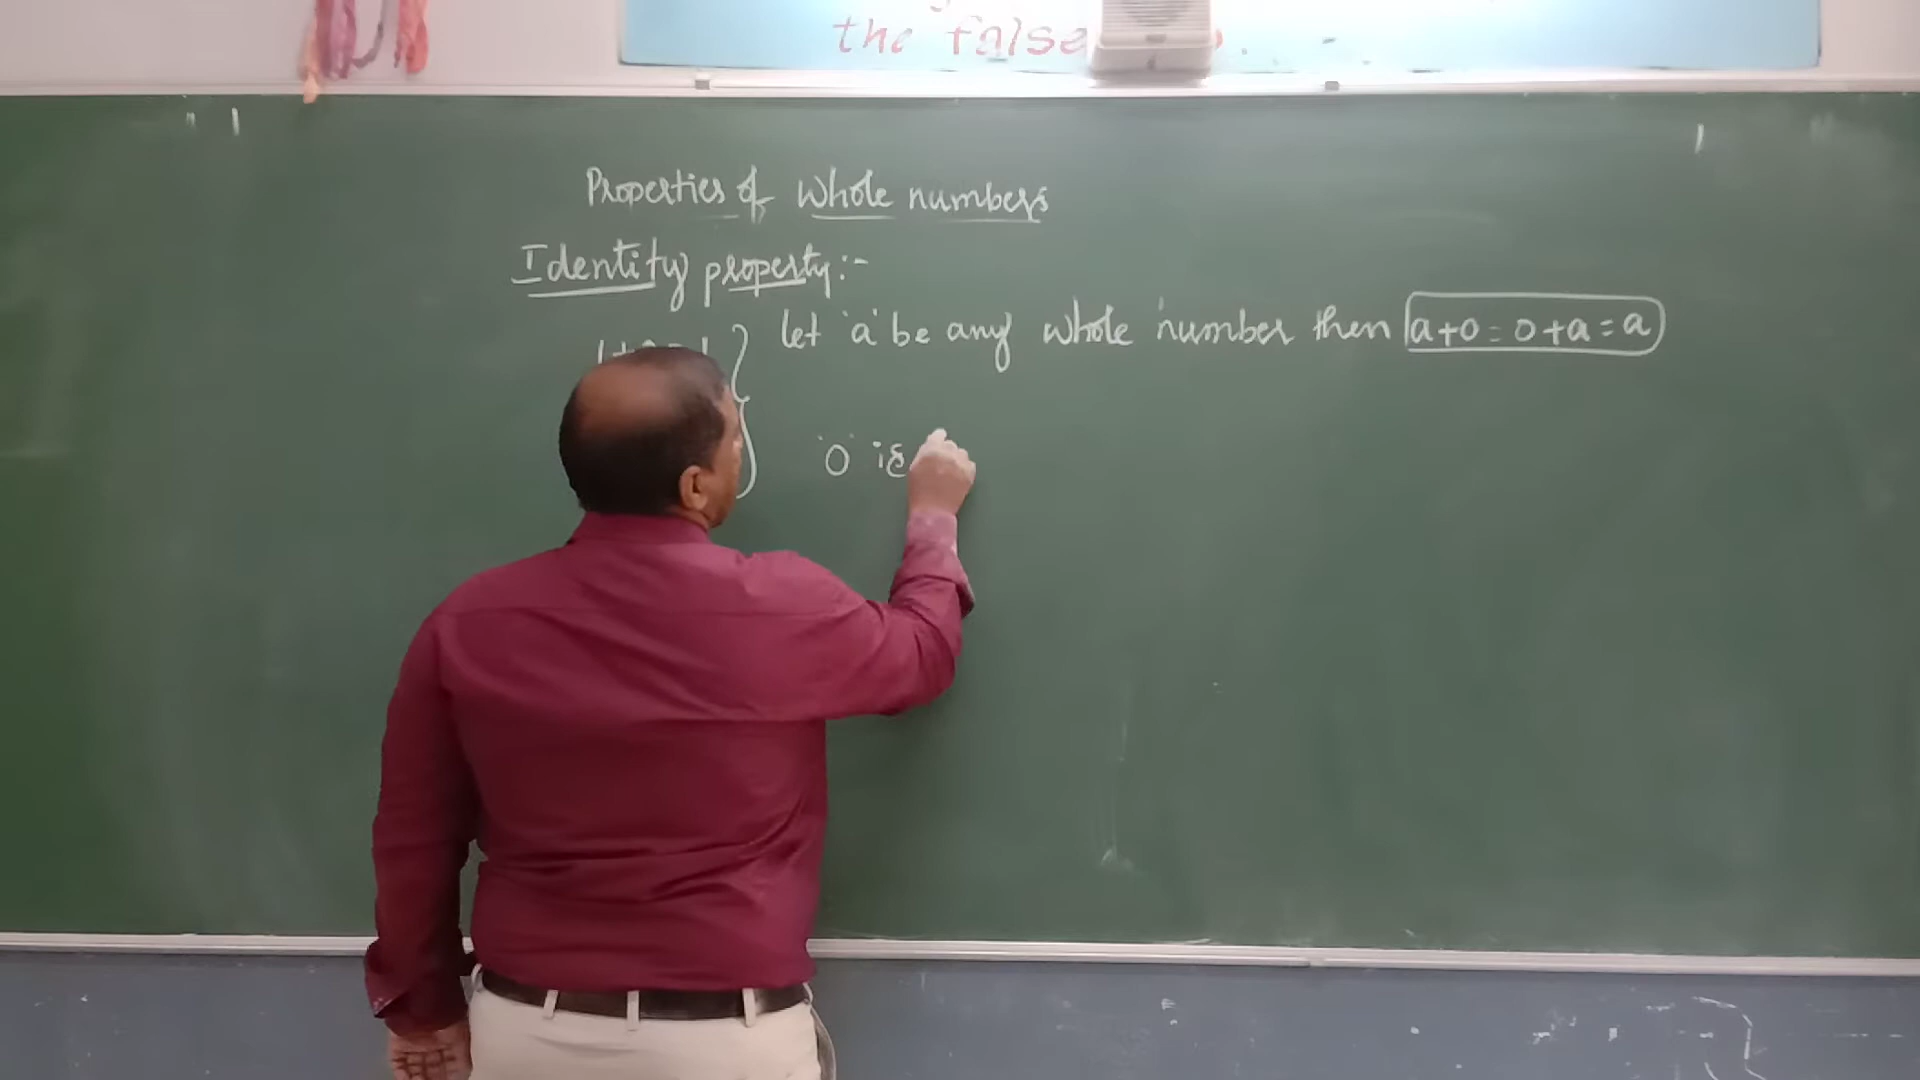 the false
Properties of Whole numbers
Identity property:-
let 'a' be any whole number then a+0=0+a=a
'0' is